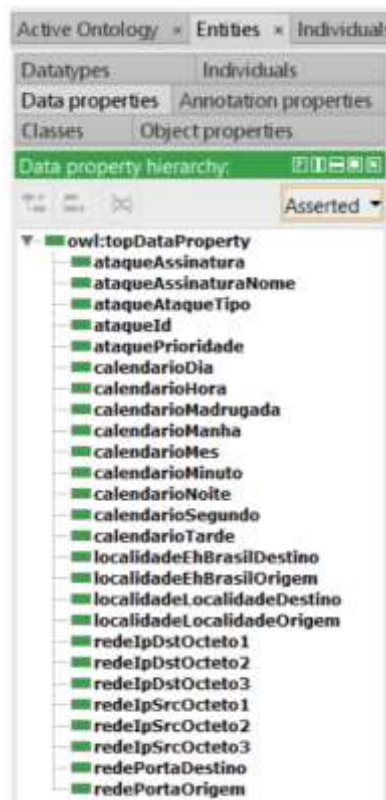 Active Ontology × Entities × Individuals
Datatypes Individuals
Data properties Annotation properties
Classes Object properties
Data property hierarchy:
Asserted
owl:topDataProperty
ataqueAssinatura
ataqueAssinaturaNome
ataqueAtaqueTipo
ataqueId
ataquePrioridade
calendarioDia
calendarioHora
calendarioMadrugada
calendarioManha
calendarioMes
calendarioMinuto
calendarioNoite
calendarioSegundo
calendarioTarde
localidadeEhBrasilDestino
localidadeEhBrasilOrigem
localidadeLocalidadeDestino
localidadeLocalidadeOrigem
redeIpDstOcteto1
redeIpDstOcteto2
redeIpDstOcteto3
redeIpSrcOcteto1
redeIpSrcOcteto2
redeIpSrcOcteto3
redePortaDestino
redePortaOrigem